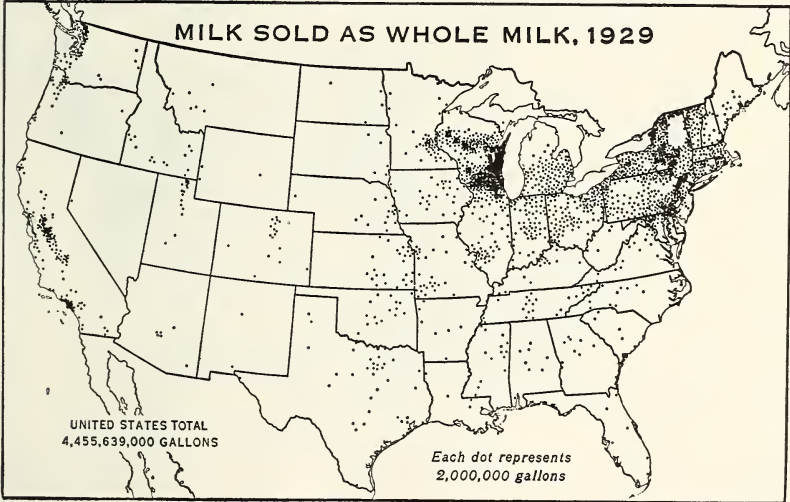 MILK SOLD AS WHOLE MILK, 1929
UNITED STATES TOTAL
4,455,639,000 GALLONS
Each dot represents
2,000,000 gallons